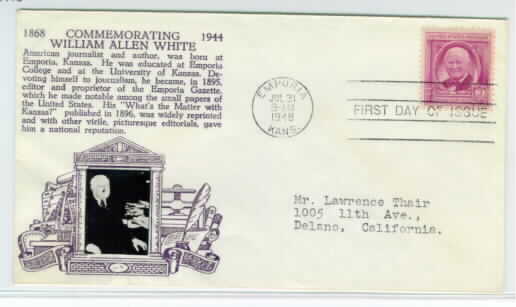 1868 COMMEMORATING 1944
WILLIAM ALLEN WHITE
American journalist and author, was born at
Emporia, Kansas. He was educated at Emporia
College and at the University of Kansas. De-
voting himself to journalism, he became, in 1895,
editor and proprietor of the Emporia Gazette,
which he made notable among the small papers of
the United States. His "What's the Matter with
Kansas?" published in 1896, was widely reprinted
and with other virile, picturesque editorials, gave
him a national reputation.
EMPORIA
JUL 31
9-AM
1948
KANS.
FIRST DAY OF ISSUE
Mr. Lawrence Thair
1005 11th Ave.,
Delano, California.